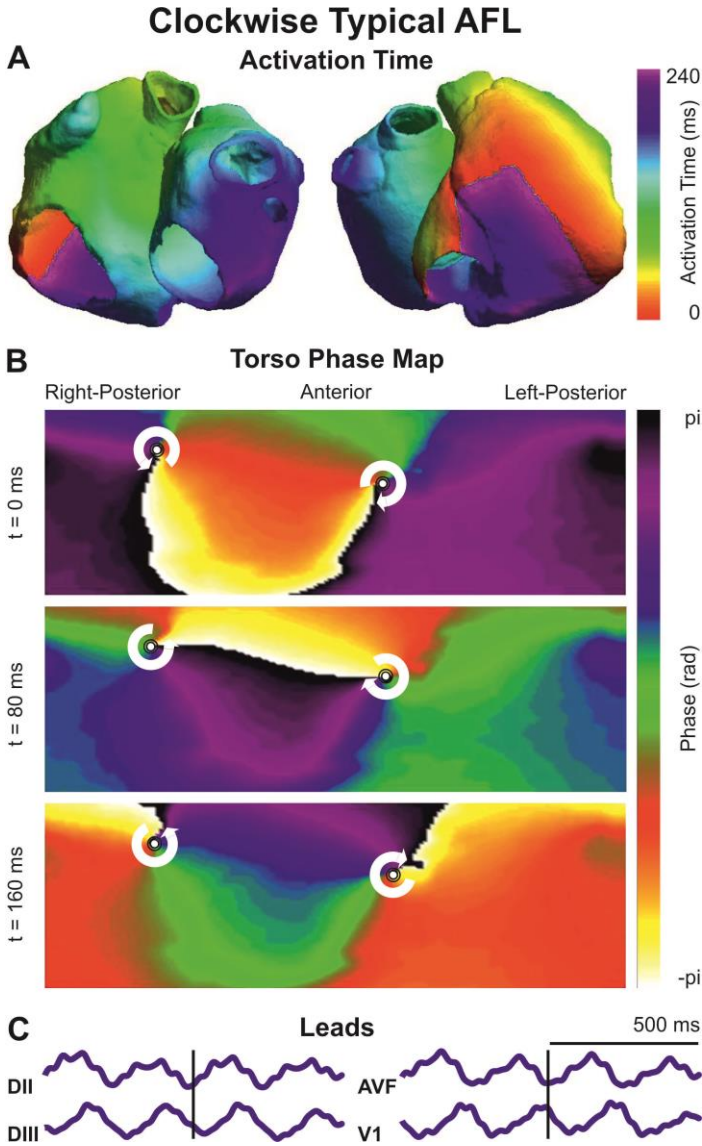 Clockwise Typical AFL
A
Activation Time
240
Activation Time (ms)
0
B
Torso Phase Map
Right-Posterior
Anterior
Left-Posterior
t = 0 ms
t = 80 ms
t = 160 ms
pi
Phase (rad)
-pi
C
Leads
500 ms
DII
AVF
DIII
V1